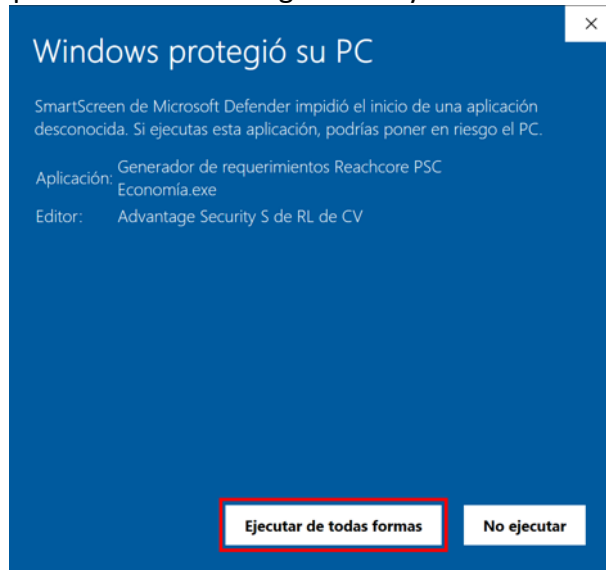 Windows protegió su PC
SmartScreen de Microsoft Defender impidió el inicio de una aplicación
desconocida. Si ejecutas esta aplicación, podrías poner en riesgo el PC.
Aplicación: Generador de requerimientos Reachcore PSC
Economía.exe
Editor: Advantage Security S de RL de CV
Ejecutar de todas formas
No ejecutar